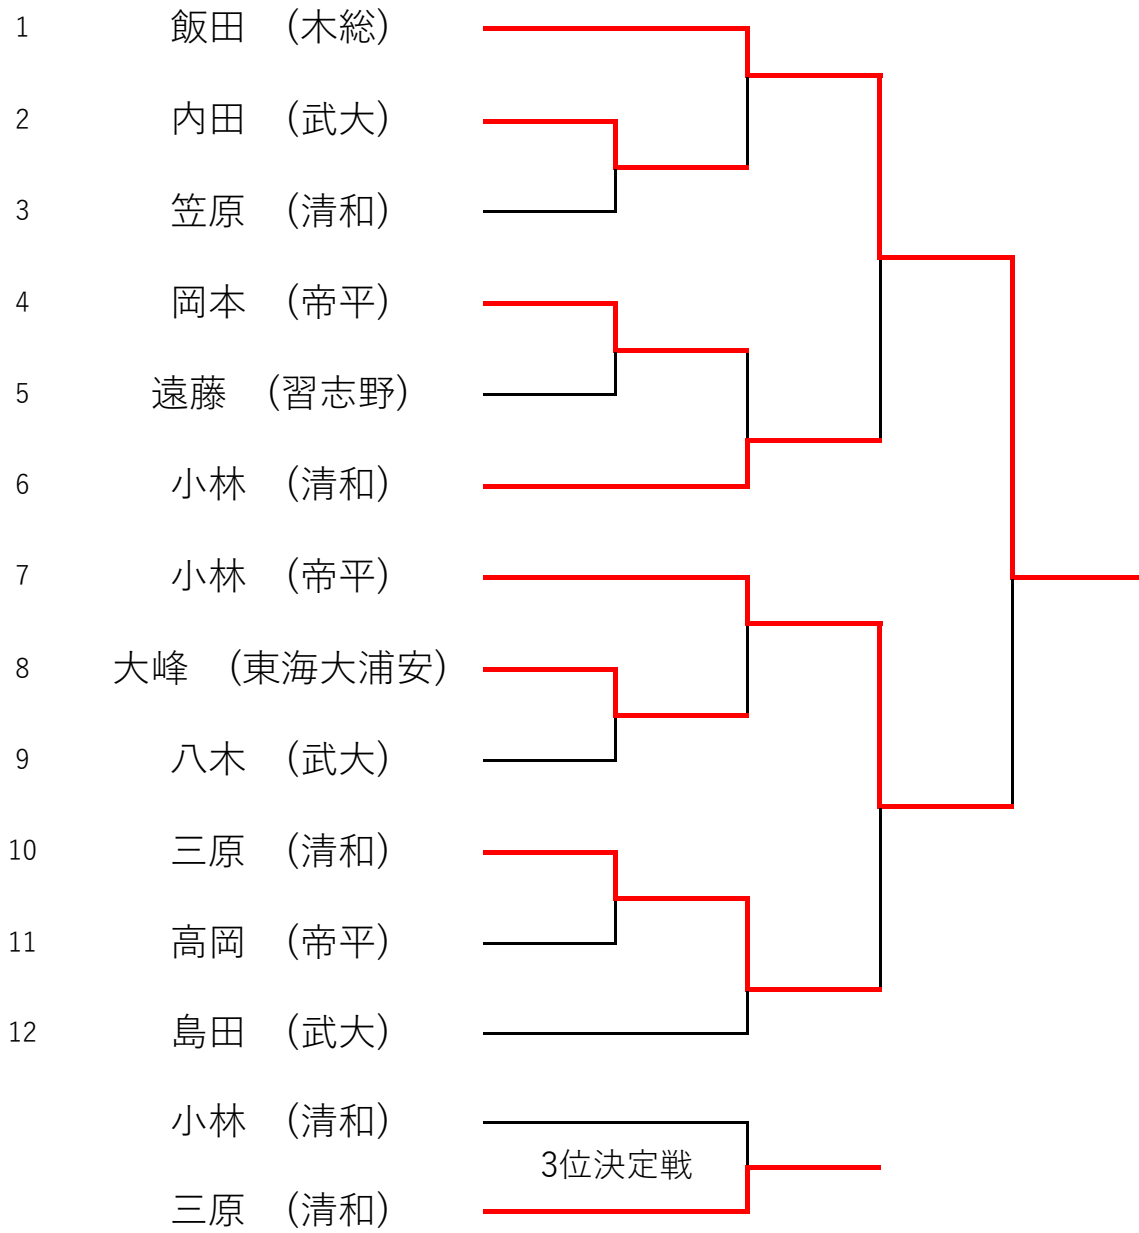 1 飯田 (木総)
2 内田 (武大)
3 笠原 (清和)
4 岡本 (帝平)
5 遠藤 (習志野)
6 小林 (清和)
7 小林 (帝平)
8 大峰 (東海大浦安)
9 八木 (武大)
10 三原 (清和)
11 高岡 (帝平)
12 島田 (武大)
小林 (清和)
3位決定戦
三原 (清和)